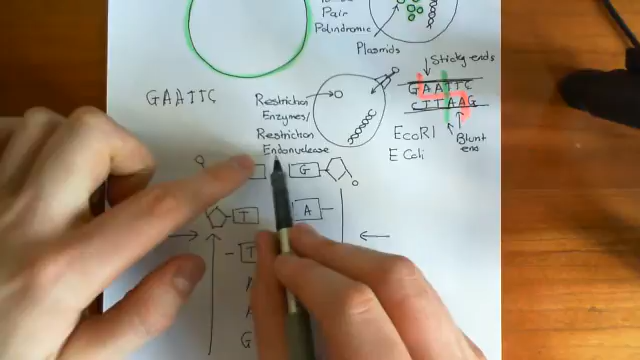 Pair
Palindromic
Plasmids
Sticky ends
GAATTC
CTTAAG
GAATTC
Restriction
Enzymes/
Restriction
Endonuclease
EcoRI
E Coli
Blunt
end
G
T
A
T
G